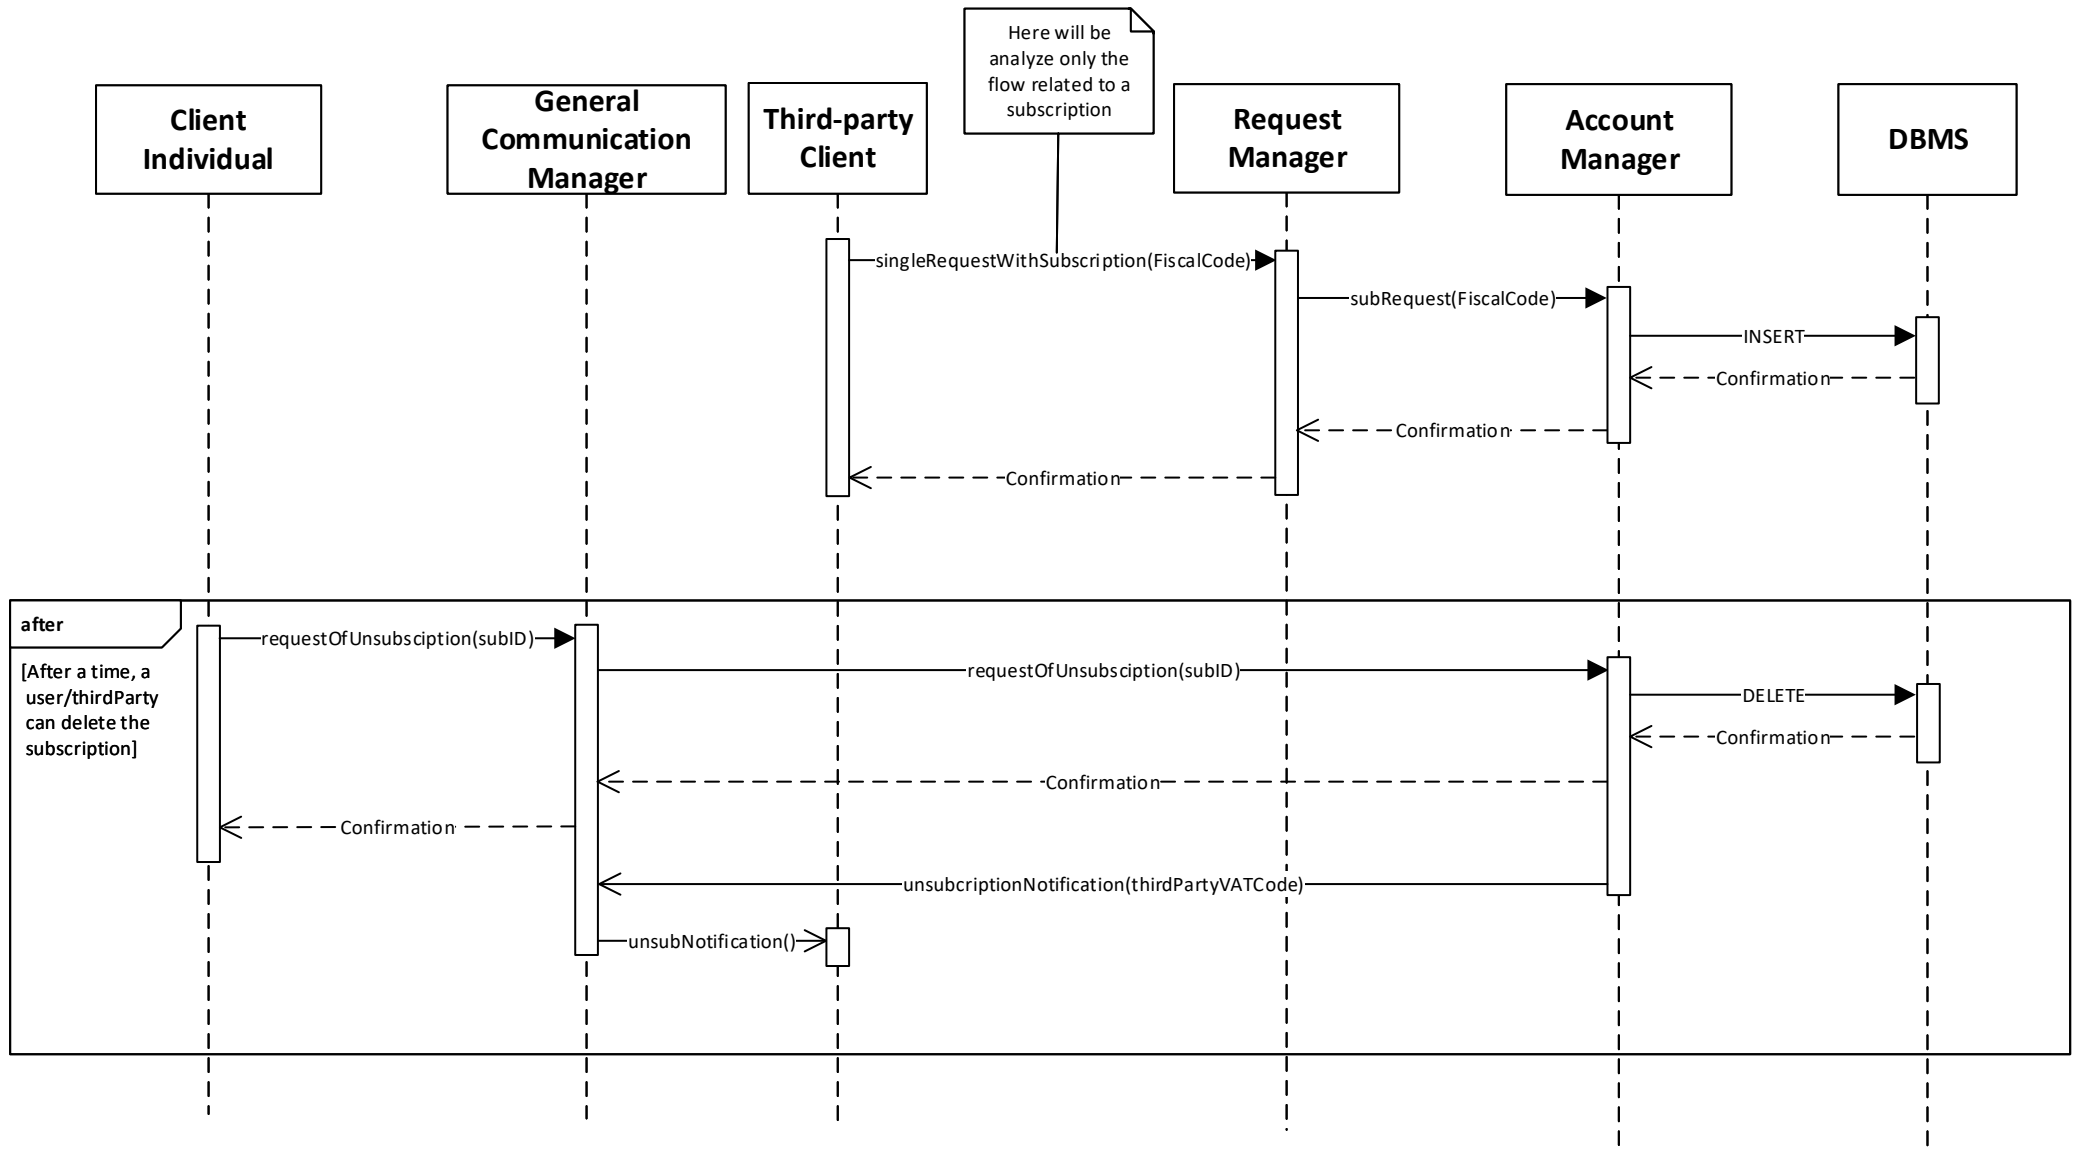 Here will be
analyze only the
flow related to a
subscription
Client
Individual
General
Communication
Manager
Third-party
Client
Request
Manager
Account
Manager
DBMS
singleRequestWithSubscription(FiscalCode)
subRequest(FiscalCode)
INSERT
Confirmation
Confirmation
Confirmation
after
[After a time, a
user/thirdParty
can delete the
subscription]
requestOfUnsubsciption(subID)
requestOfUnsubsciption(subID)
DELETE
Confirmation
Confirmation
Confirmation
unsubcriptionNotification(thirdPartyVATCode)
unsubNotification()